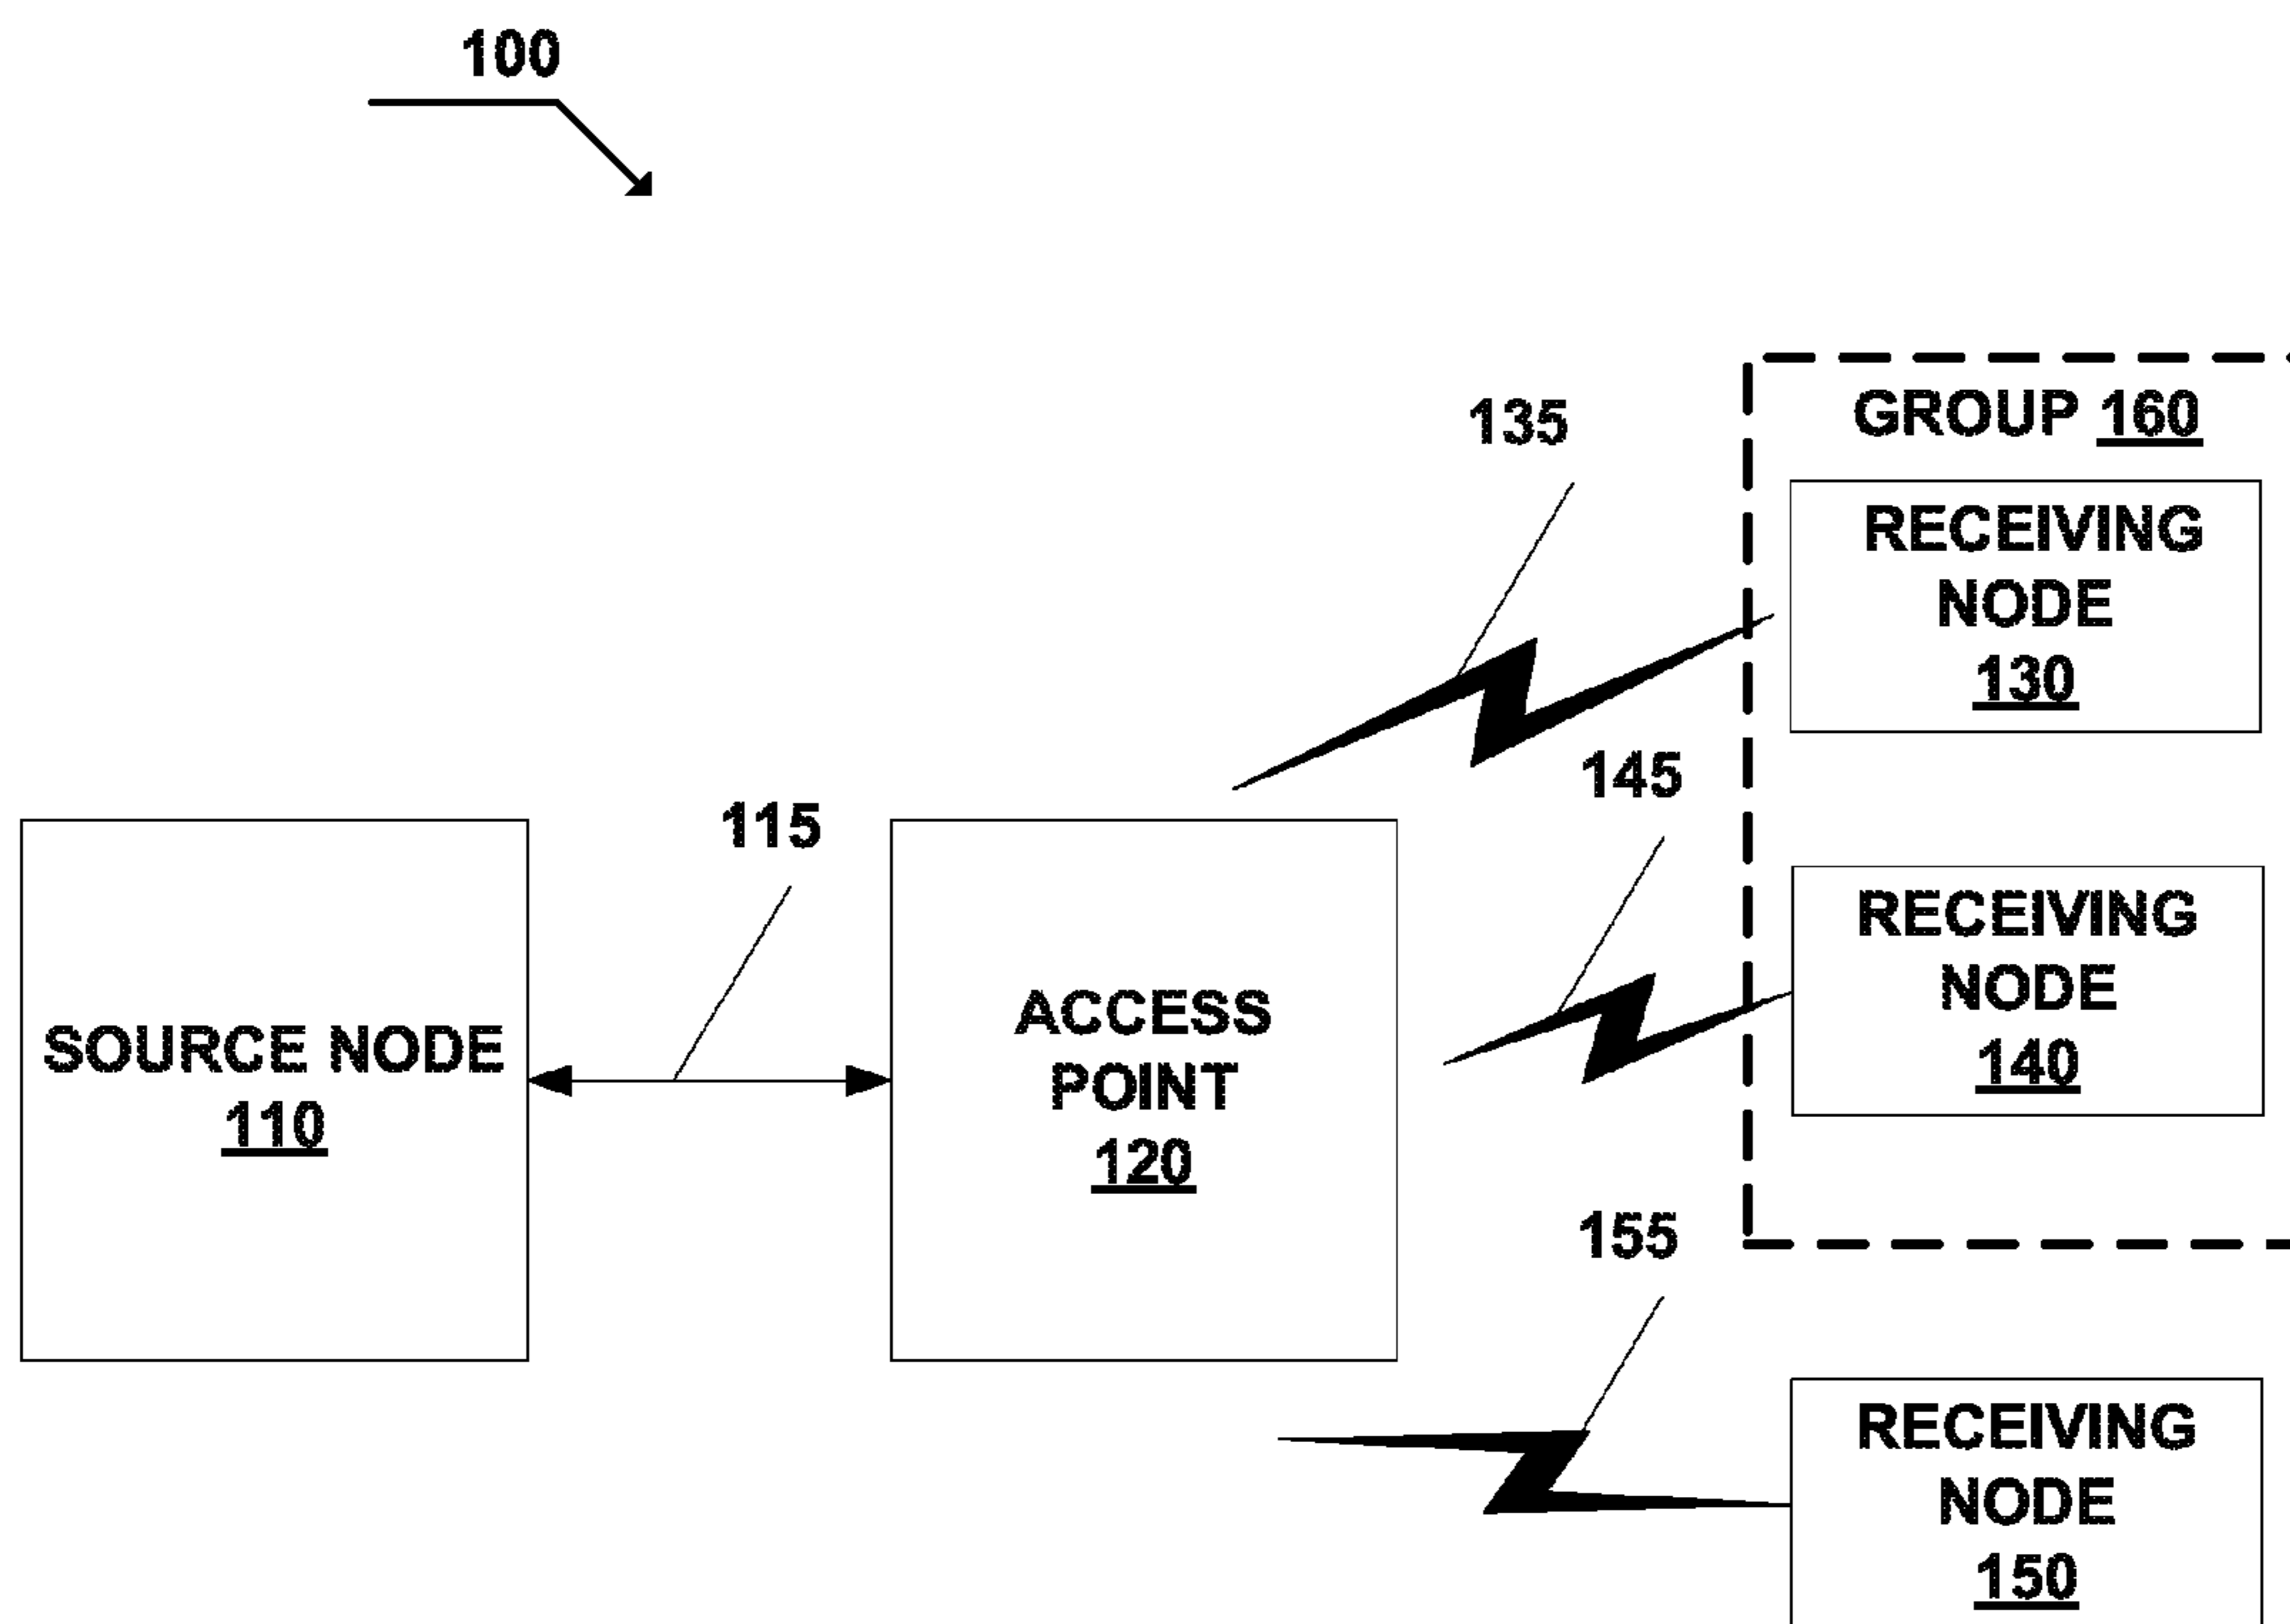 100
135
GROUP 160
RECEIVING
NODE
130
145
115
SOURCE NODE
110
ACCESS
POINT
120
RECEIVING
NODE
140
155
RECEIVING
NODE
150